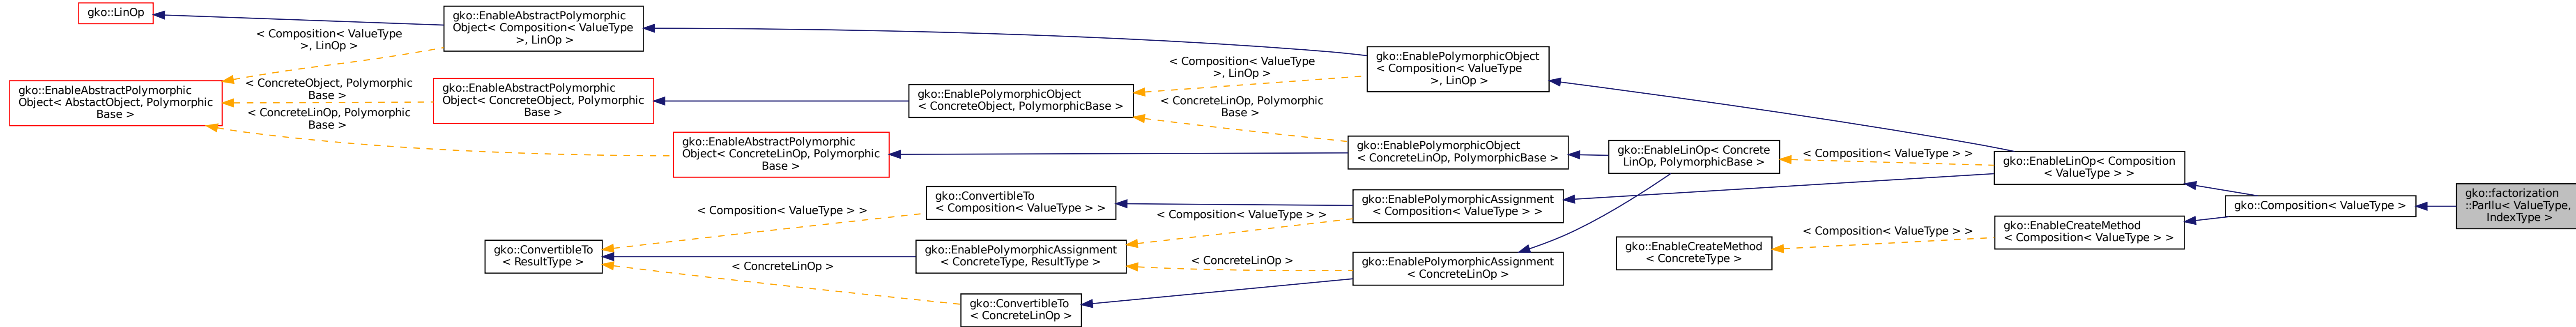 gko::LinOp
gko::EnableAbstractPolymorphic
Object< Composition< ValueType
>, LinOp >
< Composition< ValueType
>, LinOp >
gko::EnableAbstractPolymorphic
Object< AbstactObject, Polymorphic
Base >
< ConcreteObject, Polymorphic
Base >
< ConcreteLinOp, Polymorphic
Base >
gko::EnableAbstractPolymorphic
Object< ConcreteObject, Polymorphic
Base >
gko::EnableAbstractPolymorphic
Object< ConcreteLinOp, Polymorphic
Base >
gko::EnablePolymorphicObject
< ConcreteObject, PolymorphicBase >
< Composition< ValueType
>, LinOp >
< ConcreteLinOp, Polymorphic
Base >
gko::EnablePolymorphicObject
< Composition< ValueType
>, LinOp >
gko::EnablePolymorphicObject
< ConcreteLinOp, PolymorphicBase >
gko::EnableLinOp< Concrete
LinOp, PolymorphicBase >
< Composition< ValueType > >
gko::EnableLinOp< Composition
< ValueType > >
gko::ConvertibleTo
< ResultType >
< Composition< ValueType > >
< ConcreteLinOp >
gko::ConvertibleTo
< Composition< ValueType > >
gko::EnablePolymorphicAssignment
< ConcreteType, ResultType >
gko::ConvertibleTo
< ConcreteLinOp >
< Composition< ValueType > >
< ConcreteLinOp >
gko::EnablePolymorphicAssignment
< Composition< ValueType > >
gko::EnablePolymorphicAssignment
< ConcreteLinOp >
gko::EnableCreateMethod
< ConcreteType >
< Composition< ValueType > >
gko::EnableCreateMethod
< Composition< ValueType > >
gko::Composition< ValueType >
gko::factorization
::ParIlu< ValueType,
IndexType >